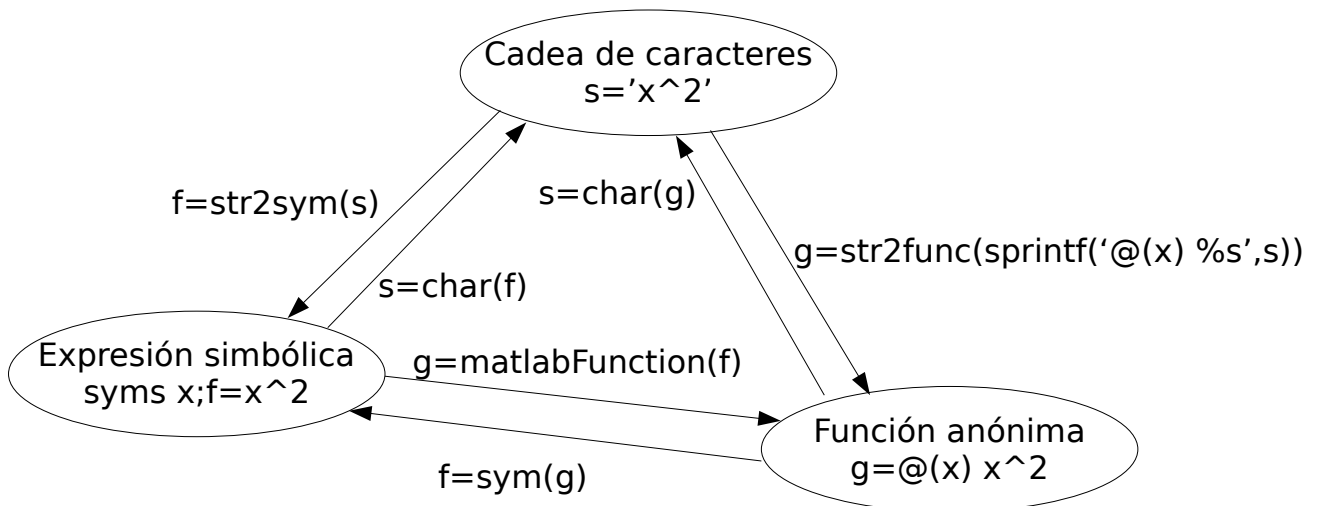 Cadea de caracteres
s=’x^2’
f=str2sym(s)
s=char(g)
g=str2func(sprintf(‘@(x) %s’,s))
s=char(f)
Expresión simbólica
syms x;f=x^2
g=matlabFunction(f)
Función anónima
g=@(x) x^2
f=sym(g)